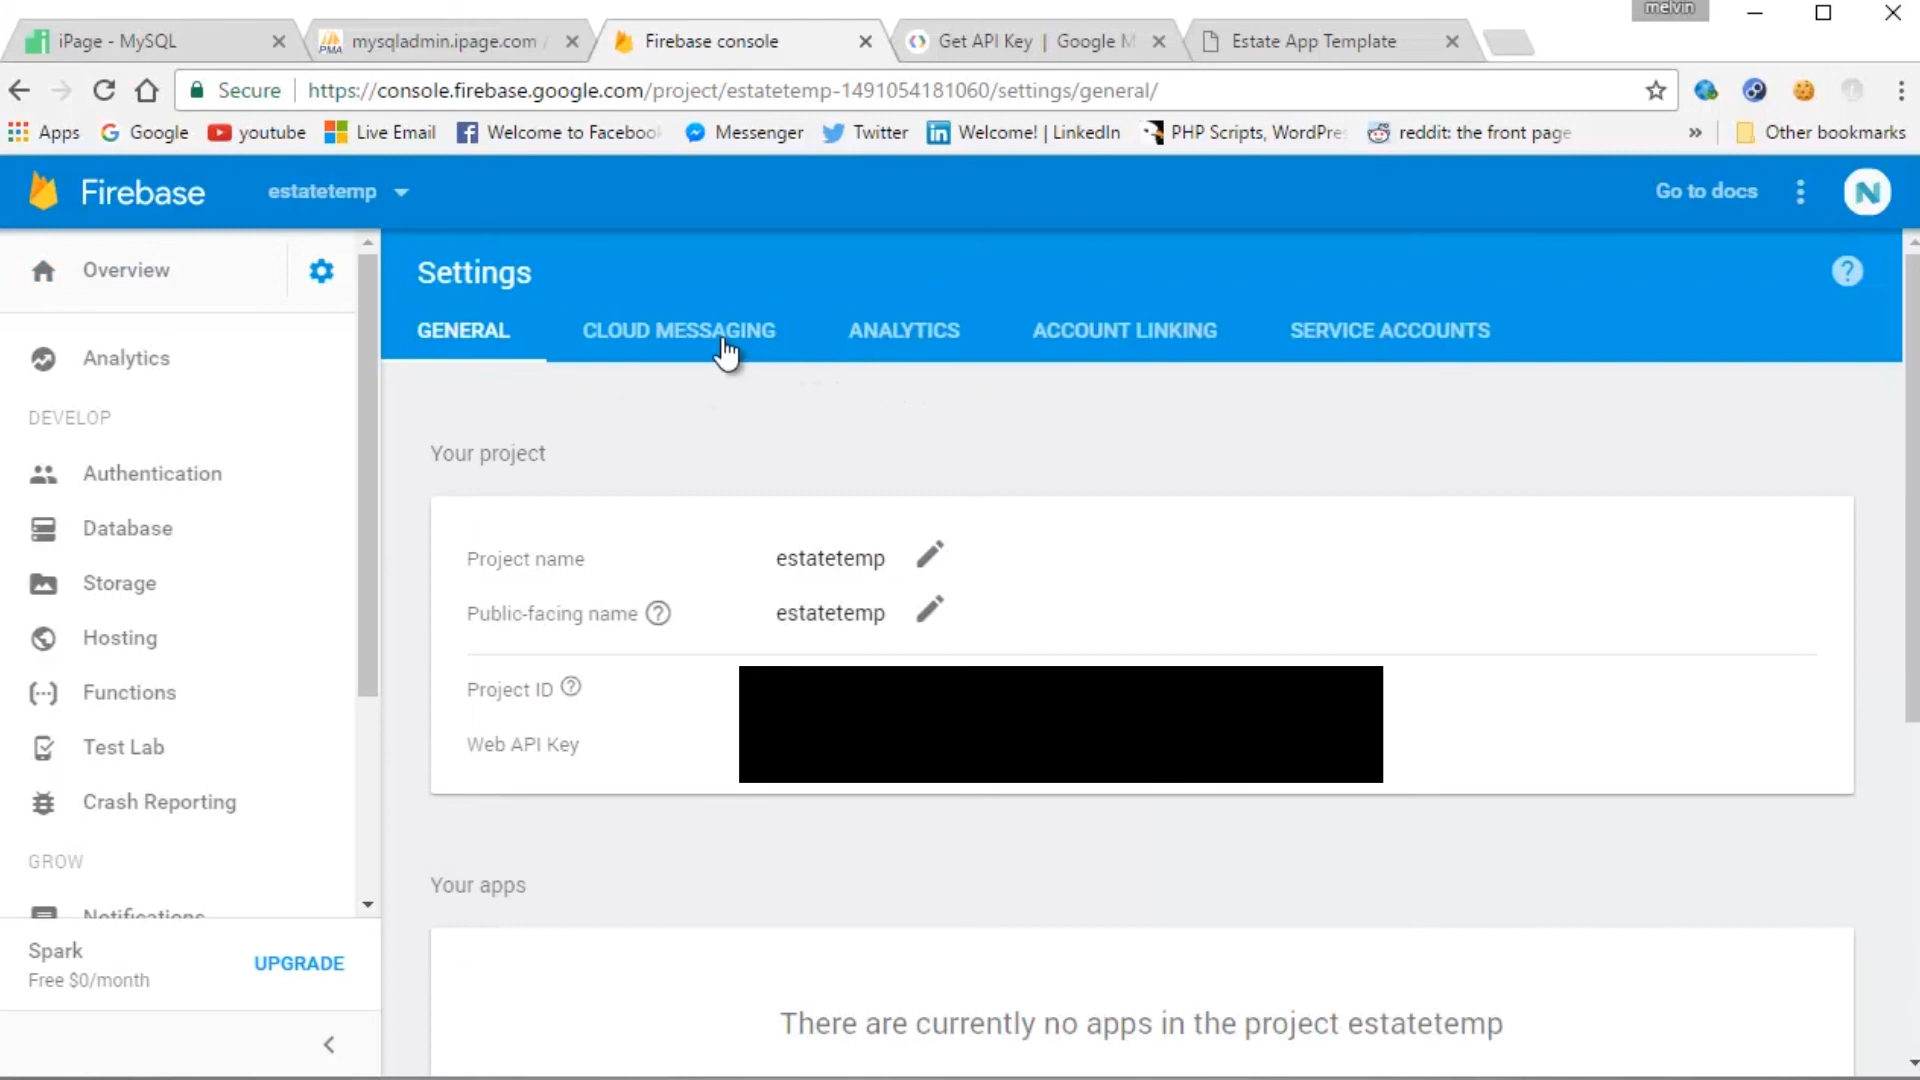 melvin
iPage - MySQL
PMA
mysqladmin.ipage.com /
Firebase console
Get API Key | Google M
Estate App Template
Secure
https://console.firebase.google.com/project/estatetemp-1491054181060/settings/general/
Apps
Google
youtube
Live Email
Welcome to Facebook
Messenger
Twitter
Welcome! | LinkedIn
PHP Scripts, WordPre
reddit: the front page
»
Other bookmarks
Firebase
estatetemp
Go to docs
N
Overview
Settings
GENERAL
CLOUD MESSAGING
ANALYTICS
ACCOUNT LINKING
SERVICE ACCOUNTS
Analytics
DEVELOP
Authentication
Database
Storage
Hosting
Functions
Test Lab
Crash Reporting
GROW
Notifications
Spark
Free $0/month
UPGRADE
Your project
Project name
estatetemp
Public-facing name
estatetemp
Project ID
Web API Key
Your apps
There are currently no apps in the project estatetemp